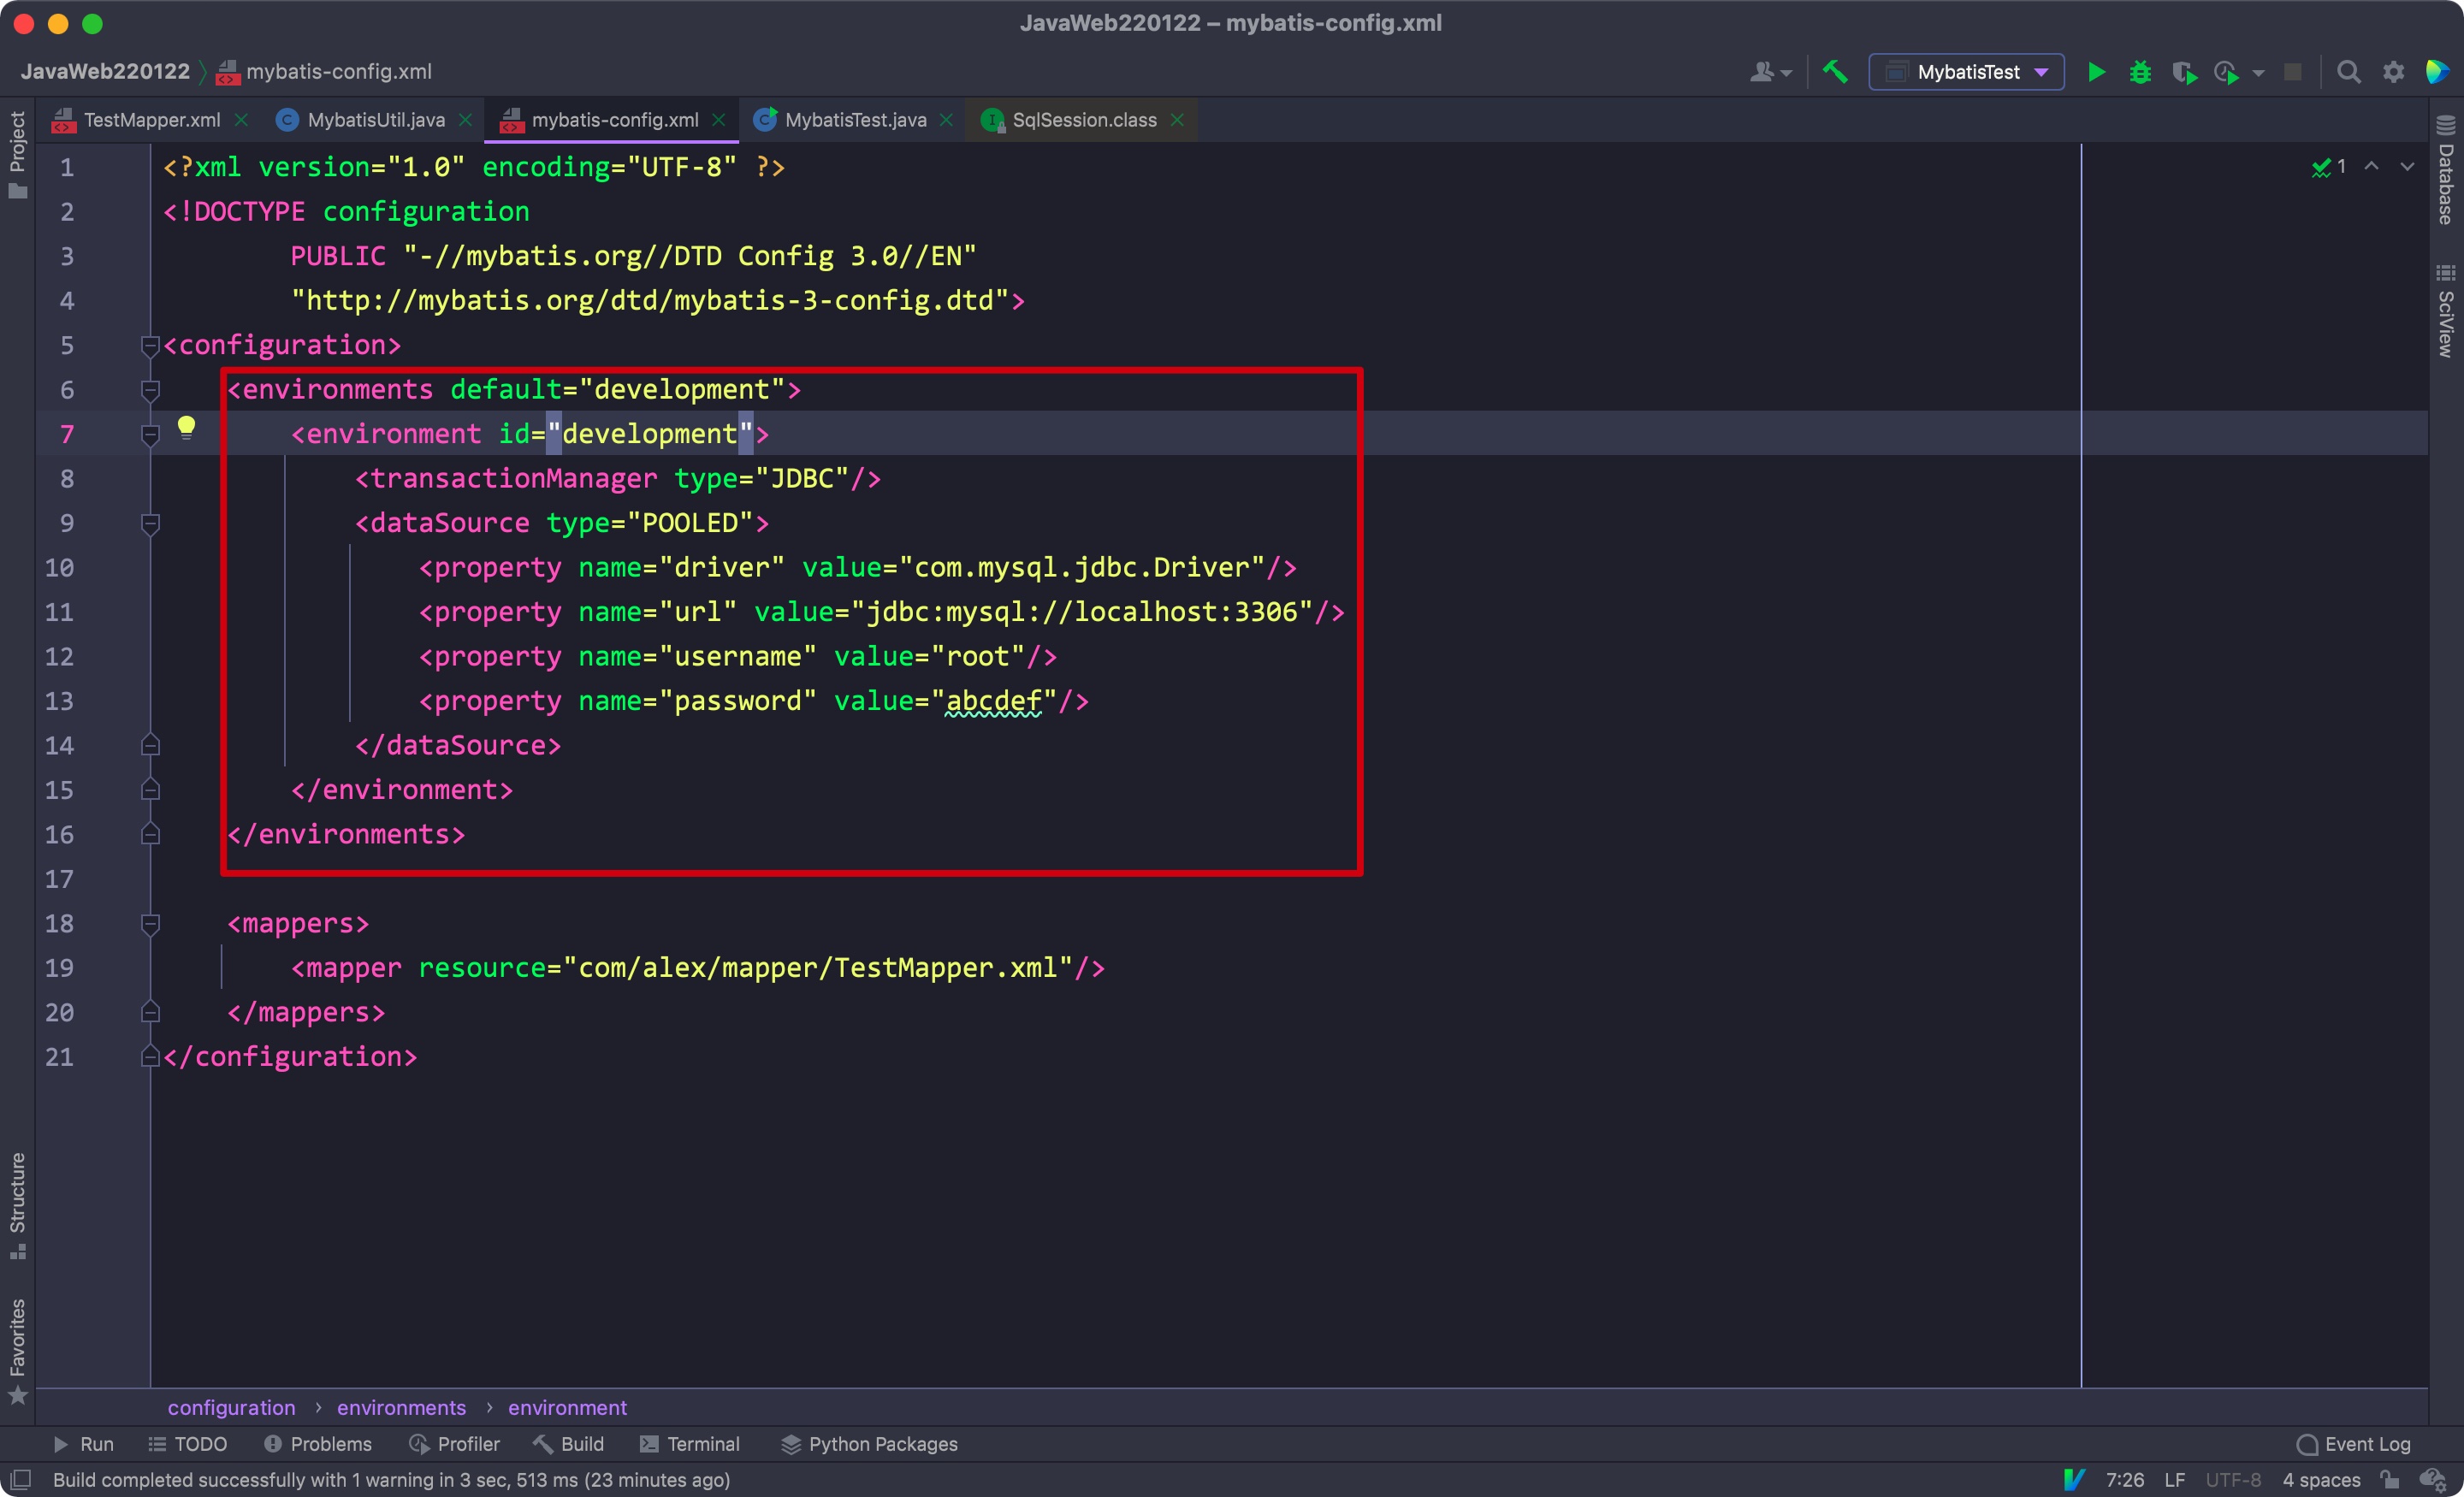 JavaWeb220122 – mybatis-config.xml
JavaWeb220122 mybatis-config.xml MybatisTest
TestMapper.xml MybatisUtil.java mybatis-config.xml MybatisTest.java SqlSession.class
Project
Database
SciView
Structure
Favorites
1 <?xml version="1.0" encoding="UTF-8" ?> 1
2 <!DOCTYPE configuration
3 PUBLIC "-//mybatis.org//DTD Config 3.0//EN"
4 "http://mybatis.org/dtd/mybatis-3-config.dtd">
5 <configuration>
6 <environments default="development">
7 <environment id="development">
8 <transactionManager type="JDBC"/>
9 <dataSource type="POOLED">
10 <property name="driver" value="com.mysql.jdbc.Driver"/>
11 <property name="url" value="jdbc:mysql://localhost:3306"/>
12 <property name="username" value="root"/>
13 <property name="password" value="abcdef"/>
14 </dataSource>
15 </environment>
16 </environments>
17
18 <mappers>
19 <mapper resource="com/alex/mapper/TestMapper.xml"/>
20 </mappers>
21 </configuration>
configuration › environments › environment
Run TODO Problems Profiler Build Terminal Python Packages Event Log
Build completed successfully with 1 warning in 3 sec, 513 ms (23 minutes ago) 7:26 LF UTF-8 4 spaces